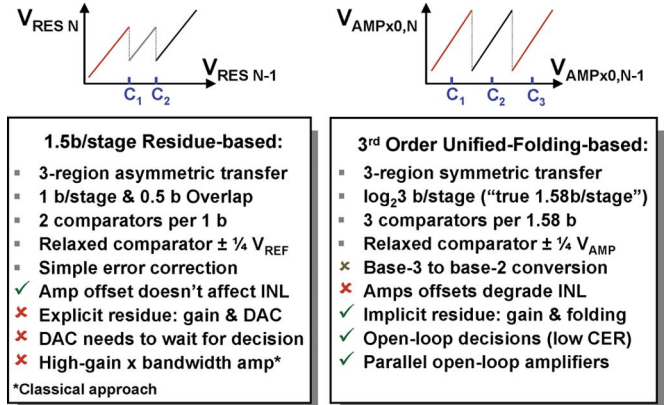 V RES N
V RES N-1
C1 C2
V AMPx0,N
V AMPx0,N-1
C1 C2 C3
1.5b/stage Residue-based:
3-region asymmetric transfer
1 b/stage & 0.5 b Overlap
2 comparators per 1 b
Relaxed comparator ± ¼ VREF
Simple error correction
✓ Amp offset doesn't affect INL
✗ Explicit residue: gain & DAC
✗ DAC needs to wait for decision
✗ High-gain x bandwidth amp*
*Classical approach
3rd Order Unified-Folding-based:
3-region symmetric transfer
log23 b/stage ("true 1.58b/stage")
3 comparators per 1.58 b
Relaxed comparator ± ¼ VAMP
✗ Base-3 to base-2 conversion
✗ Amps offsets degrade INL
✓ Implicit residue: gain & folding
✓ Open-loop decisions (low CER)
✓ Parallel open-loop amplifiers